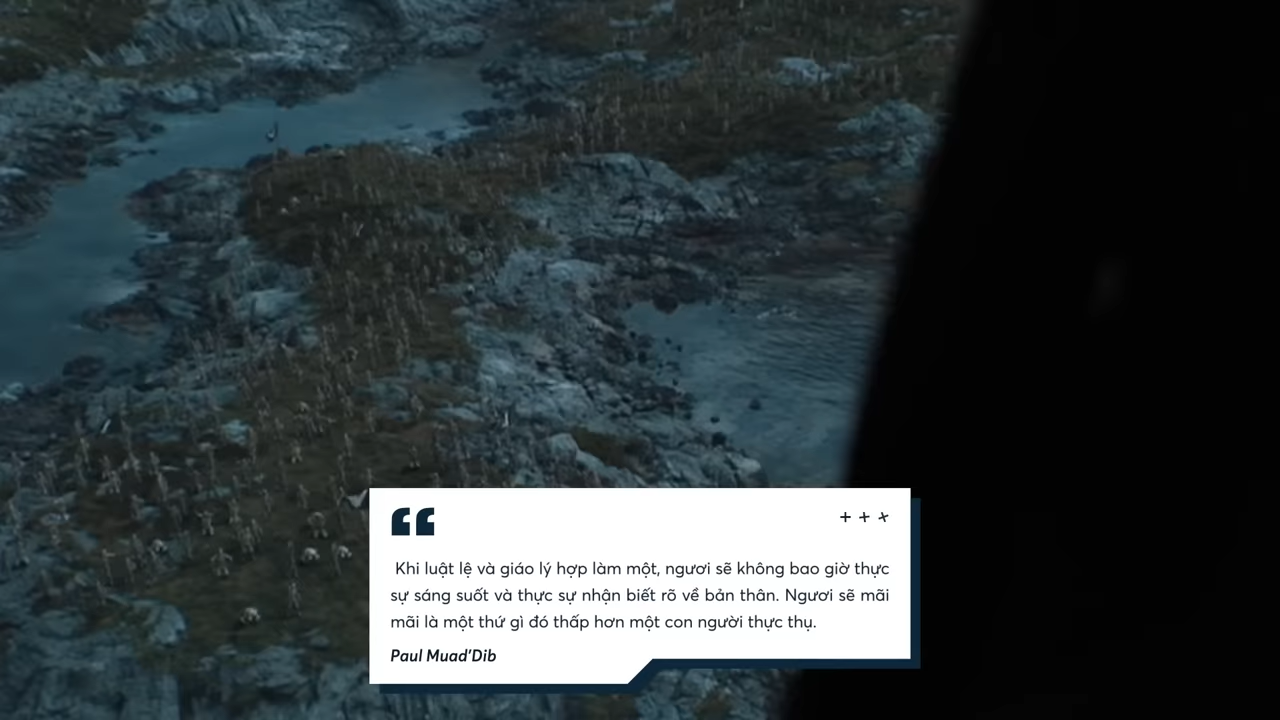 Khi luật lệ và giáo lý hợp làm một, ngươi sẽ không bao giờ thực
sự sáng suốt và thực sự nhận biết rõ về bản thân. Ngươi sẽ mãi
mãi là một thứ gì đó thấp hơn một con người thực thụ.
Paul Muad'Dib